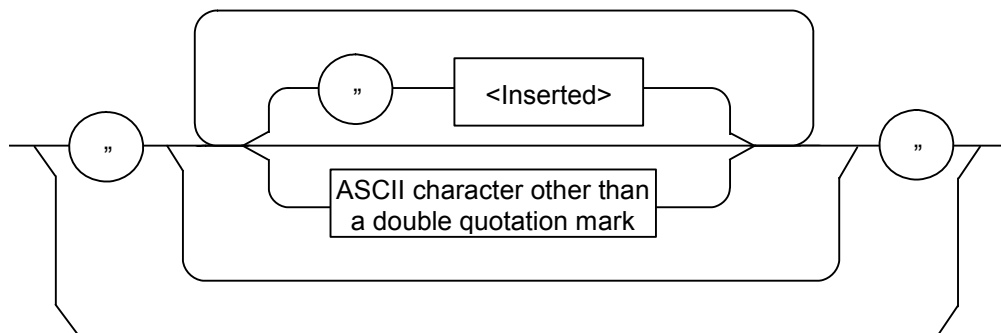 ”
<Inserted>
”
”
ASCII character other than
a double quotation mark